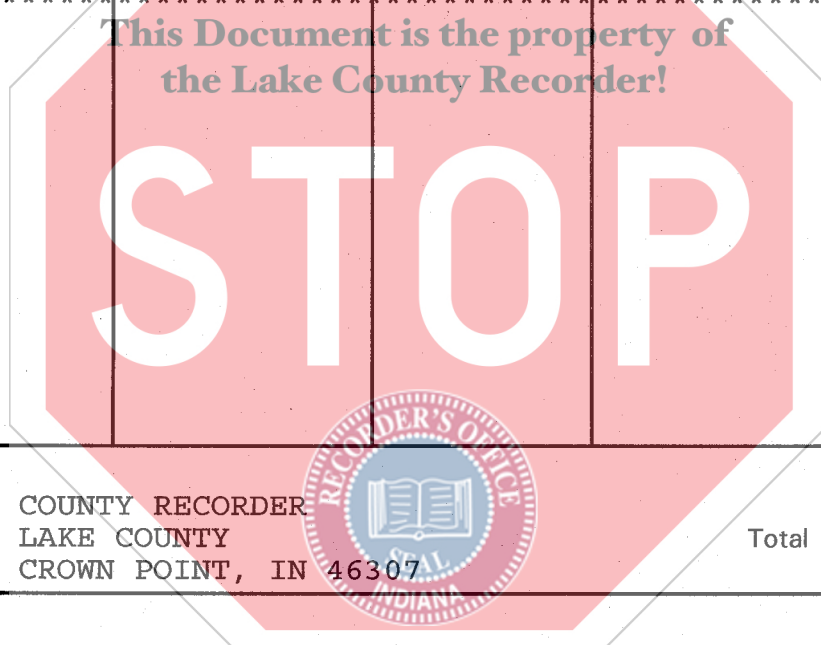 This Document is the property of
the Lake County Recorder!
STOP
RECORDER'S OFFICE
SEAL
INDIANA
COUNTY RECORDER
LAKE COUNTY
Total
CROWN POINT, IN 46307